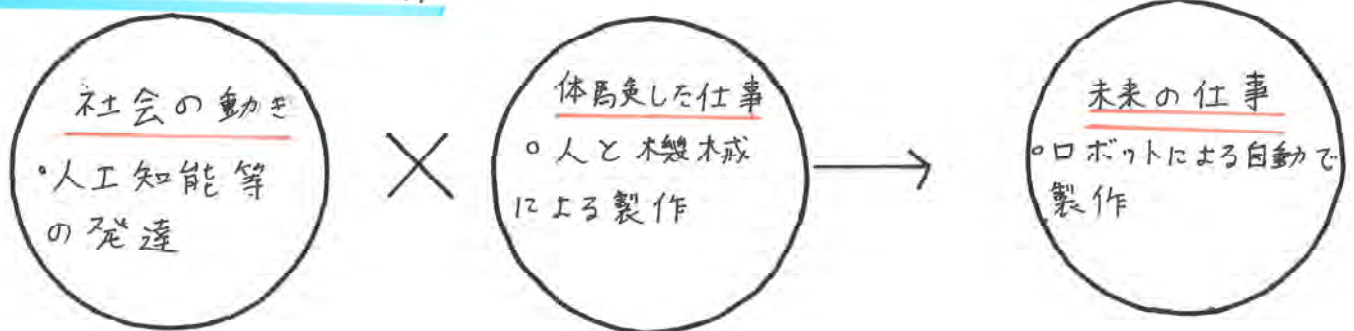 社会の動き
・人工知能等
の発達
×
体験した仕事
○人と機械
による製作
→
未来の仕事
○ロボットによる自動で
製作